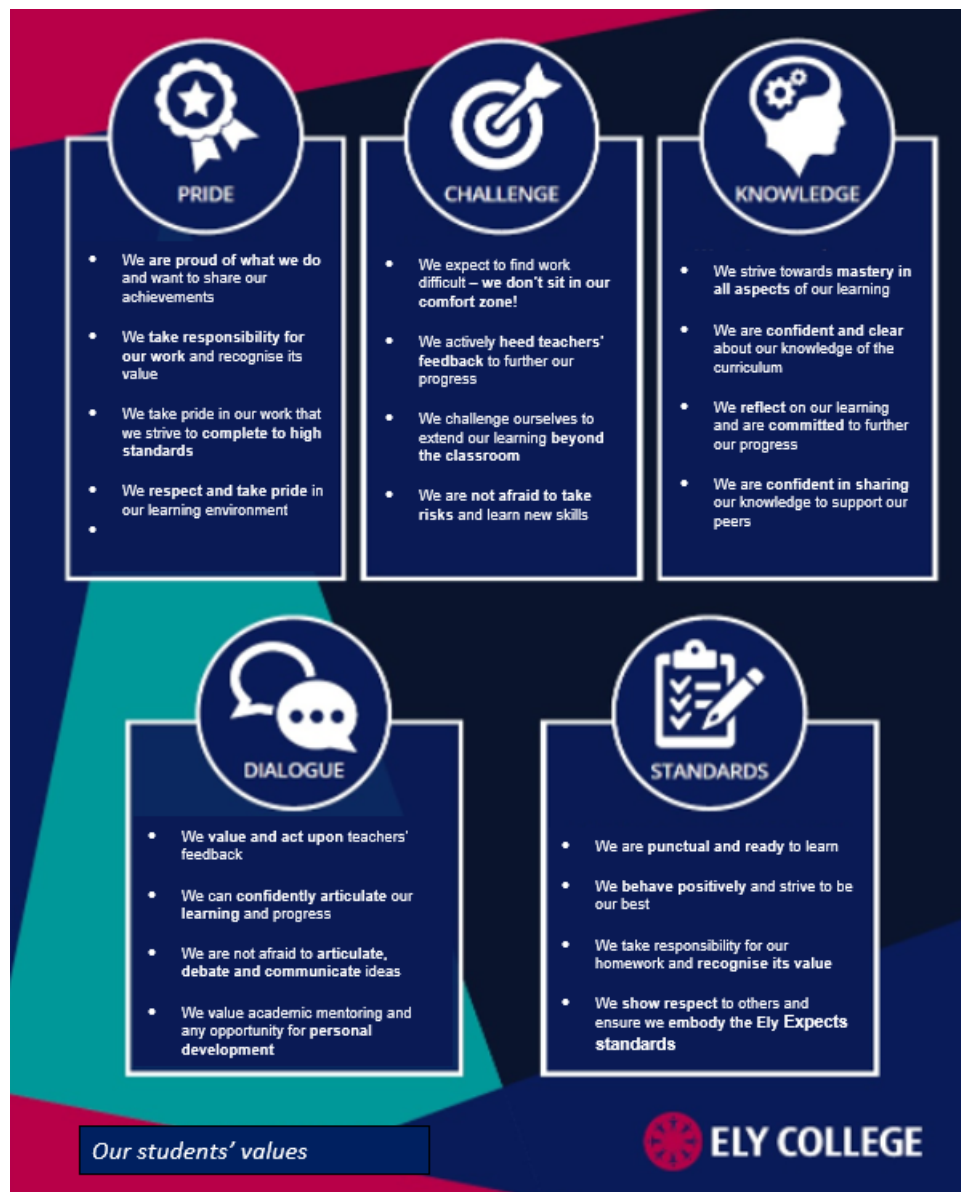 PRIDE
• We are proud of what we do
and want to share our
achievements
• We take responsibility for
our work and recognise its
value
• We take pride in our work that
we strive to complete to high
standards
• We respect and take pride in
our learning environment
•
CHALLENGE
• We expect to find work
difficult – we don't sit in our
comfort zone!
• We actively heed teachers'
feedback to further our
progress
• We challenge ourselves to
extend our learning beyond
the classroom
• We are not afraid to take
risks and learn new skills
KNOWLEDGE
• We strive towards mastery in
all aspects of our learning
• We are confident and clear
about our knowledge of the
curriculum
• We reflect on our learning
and are committed to further
our progress
• We are confident in sharing
our knowledge to support our
peers
DIALOGUE
• We value and act upon teachers'
feedback
• We can confidently articulate our
learning and progress
• We are not afraid to articulate,
debate and communicate ideas
• We value academic mentoring and
any opportunity for personal
development
STANDARDS
• We are punctual and ready to learn
• We behave positively and strive to be
our best
• We take responsibility for our
homework and recognise its value
• We show respect to others and
ensure we embody the Ely Expects
standards
Our students' values
ELY COLLEGE